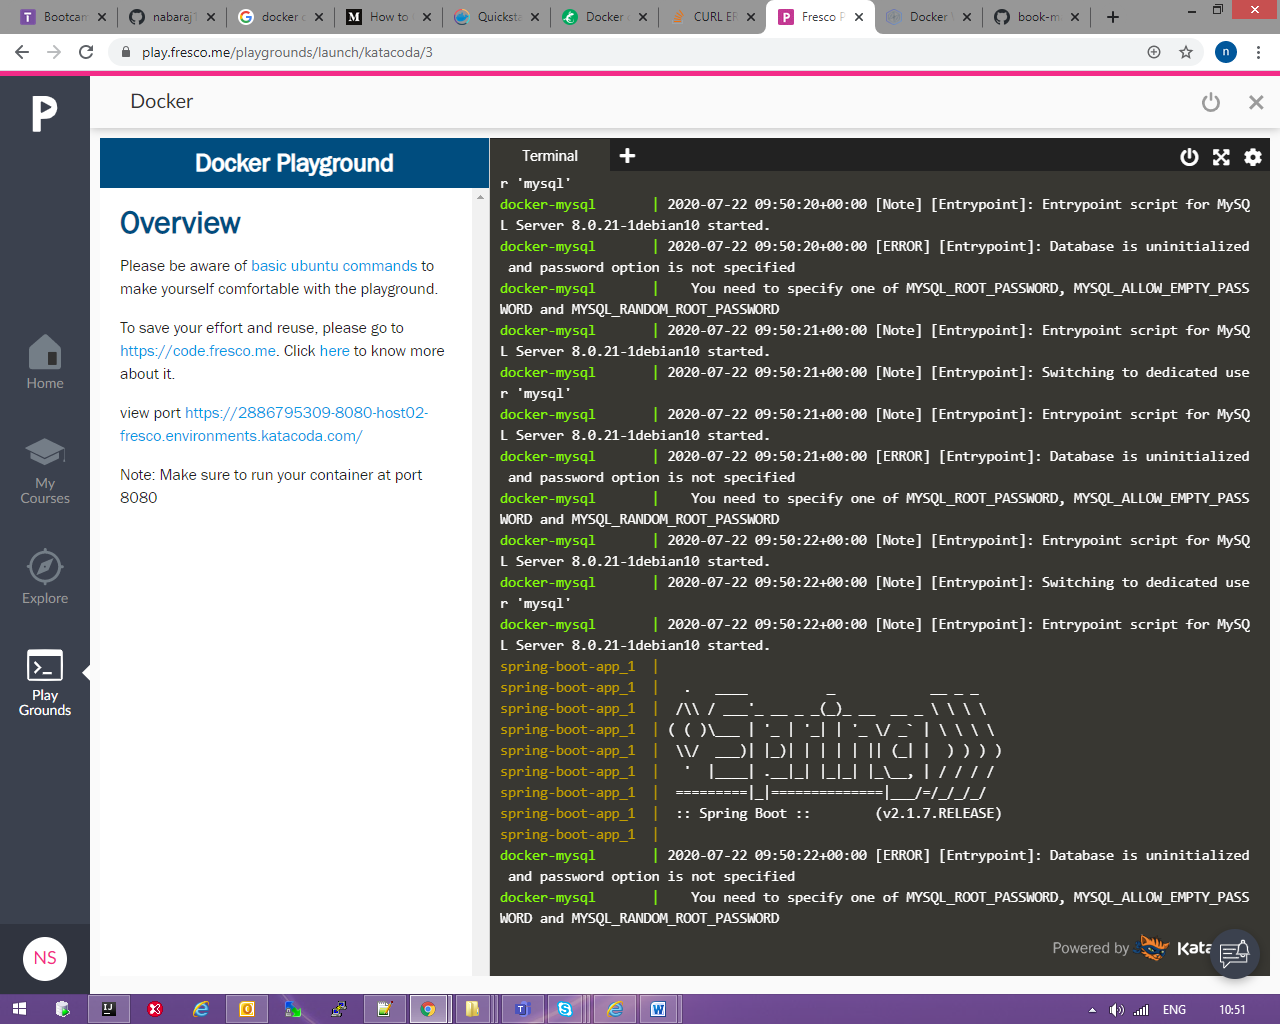 Bootcam
nabaraj1
docker c
How to
Quicksta
Docker
CURL ER
Fresco P
Docker
book-m
play.fresco.me/playgrounds/launch/katacoda/3
n
P
Docker
Home
My
Courses
Explore
Play
Grounds
NS
Docker Playground
Overview
Please be aware of basic ubuntu commands to
make yourself comfortable with the playground.
To save your effort and reuse, please go to
https://code.fresco.me. Click here to know more
about it.
view port https://2886795309-8080-host02-
fresco.environments.katacoda.com/
Note: Make sure to run your container at port
8080
Terminal
r 'mysql'
docker-mysql | 2020-07-22 09:50:20+00:00 [Note] [Entrypoint]: Entrypoint script for MySQ
L Server 8.0.21-1debian10 started.
docker-mysql | 2020-07-22 09:50:20+00:00 [ERROR] [Entrypoint]: Database is uninitialized
and password option is not specified
docker-mysql | You need to specify one of MYSQL_ROOT_PASSWORD, MYSQL_ALLOW_EMPTY_PASS
WORD and MYSQL_RANDOM_ROOT_PASSWORD
docker-mysql | 2020-07-22 09:50:21+00:00 [Note] [Entrypoint]: Entrypoint script for MySQ
L Server 8.0.21-1debian10 started.
docker-mysql | 2020-07-22 09:50:21+00:00 [Note] [Entrypoint]: Switching to dedicated use
r 'mysql'
docker-mysql | 2020-07-22 09:50:21+00:00 [Note] [Entrypoint]: Entrypoint script for MySQ
L Server 8.0.21-1debian10 started.
docker-mysql | 2020-07-22 09:50:21+00:00 [ERROR] [Entrypoint]: Database is uninitialized
and password option is not specified
docker-mysql | You need to specify one of MYSQL_ROOT_PASSWORD, MYSQL_ALLOW_EMPTY_PASS
WORD and MYSQL_RANDOM_ROOT_PASSWORD
docker-mysql | 2020-07-22 09:50:22+00:00 [Note] [Entrypoint]: Entrypoint script for MySQ
L Server 8.0.21-1debian10 started.
docker-mysql | 2020-07-22 09:50:22+00:00 [Note] [Entrypoint]: Switching to dedicated use
r 'mysql'
docker-mysql | 2020-07-22 09:50:22+00:00 [Note] [Entrypoint]: Entrypoint script for MySQ
L Server 8.0.21-1debian10 started.
spring-boot-app_1 |
spring-boot-app_1 |   .   ____          _            __ _ _
spring-boot-app_1 |  /\\ / ___'_ __ _ _(_)_ __  __ _ \ \ \ \
spring-boot-app_1 | ( ( )\___ | '_ | '_| | '_ \/ _` | \ \ \ \
spring-boot-app_1 |  \\/  ___)| |_)| | | | | || (_| |  ) ) ) )
spring-boot-app_1 |   '  |____| .__|_| |_|_| |_\__, | / / / /
spring-boot-app_1 |  =========|_|==============|___/=/_/_/_/
spring-boot-app_1 |  :: Spring Boot ::        (v2.1.7.RELEASE)
spring-boot-app_1 |
docker-mysql | 2020-07-22 09:50:22+00:00 [ERROR] [Entrypoint]: Database is uninitialized
and password option is not specified
docker-mysql | You need to specify one of MYSQL_ROOT_PASSWORD, MYSQL_ALLOW_EMPTY_PASS
WORD and MYSQL_RANDOM_ROOT_PASSWORD
Powered by Kata
ENG
10:51